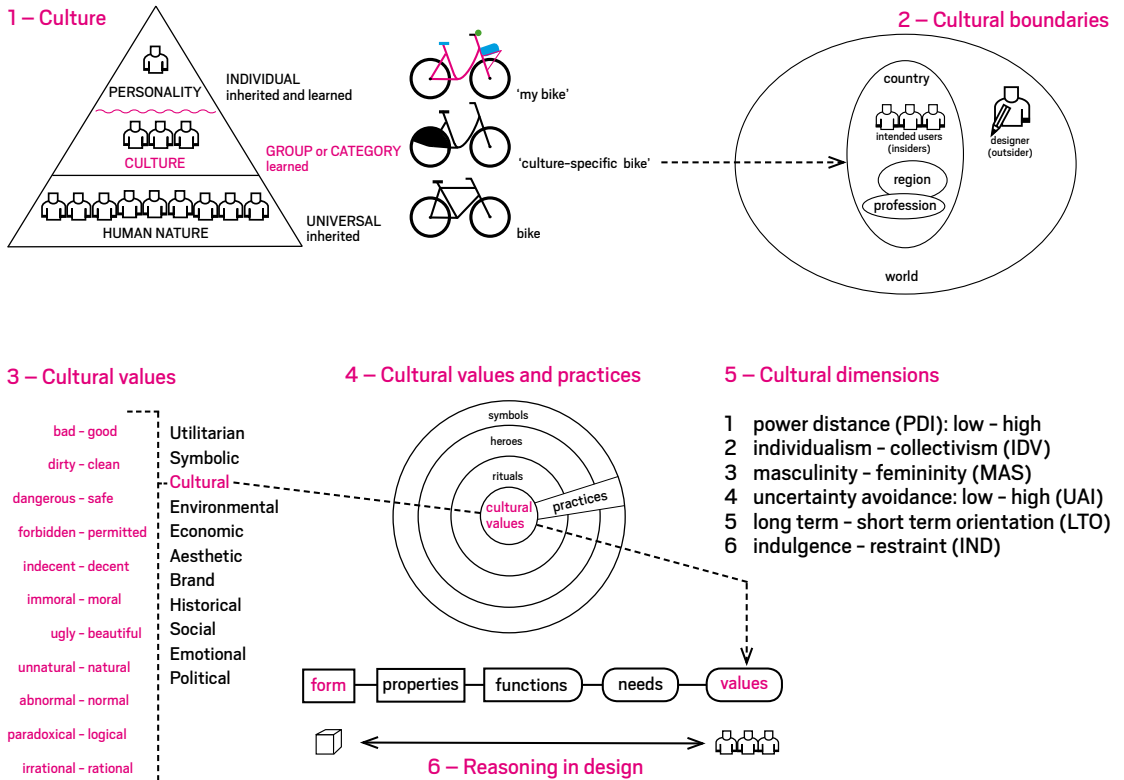 1 – Culture
PERSONALITY
INDIVIDUAL
inherited and learned
CULTURE
GROUP or CATEGORY
learned
HUMAN NATURE
UNIVERSAL
inherited
'my bike'
'culture-specific bike'
bike
2 – Cultural boundaries
country
intended users
(insiders)
designer
(outsider)
region
profession
world
3 – Cultural values
bad – good
dirty – clean
dangerous – safe
forbidden – permitted
indecent – decent
immoral – moral
ugly – beautiful
unnatural – natural
abnormal – normal
paradoxical – logical
irrational – rational
Utilitarian
Symbolic
Cultural
Environmental
Economic
Aesthetic
Brand
Historical
Social
Emotional
Political
4 – Cultural values and practices
symbols
heroes
rituals
cultural
values
practices
5 – Cultural dimensions
1 power distance (PDI): low – high
2 individualism – collectivism (IDV)
3 masculinity – femininity (MAS)
4 uncertainty avoidance: low – high (UAI)
5 long term – short term orientation (LTO)
6 indulgence – restraint (IND)
form properties functions needs values
6 – Reasoning in design